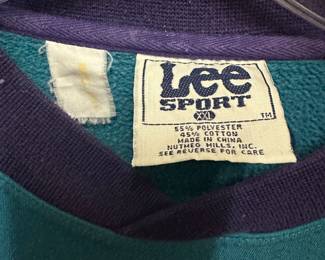 Lee
SPORT
XXL
TM
55% POLYESTER
45% COTTON
MADE IN CHINA
NUTMEG MILLS, INC.
SEE REVERSE FOR CARE